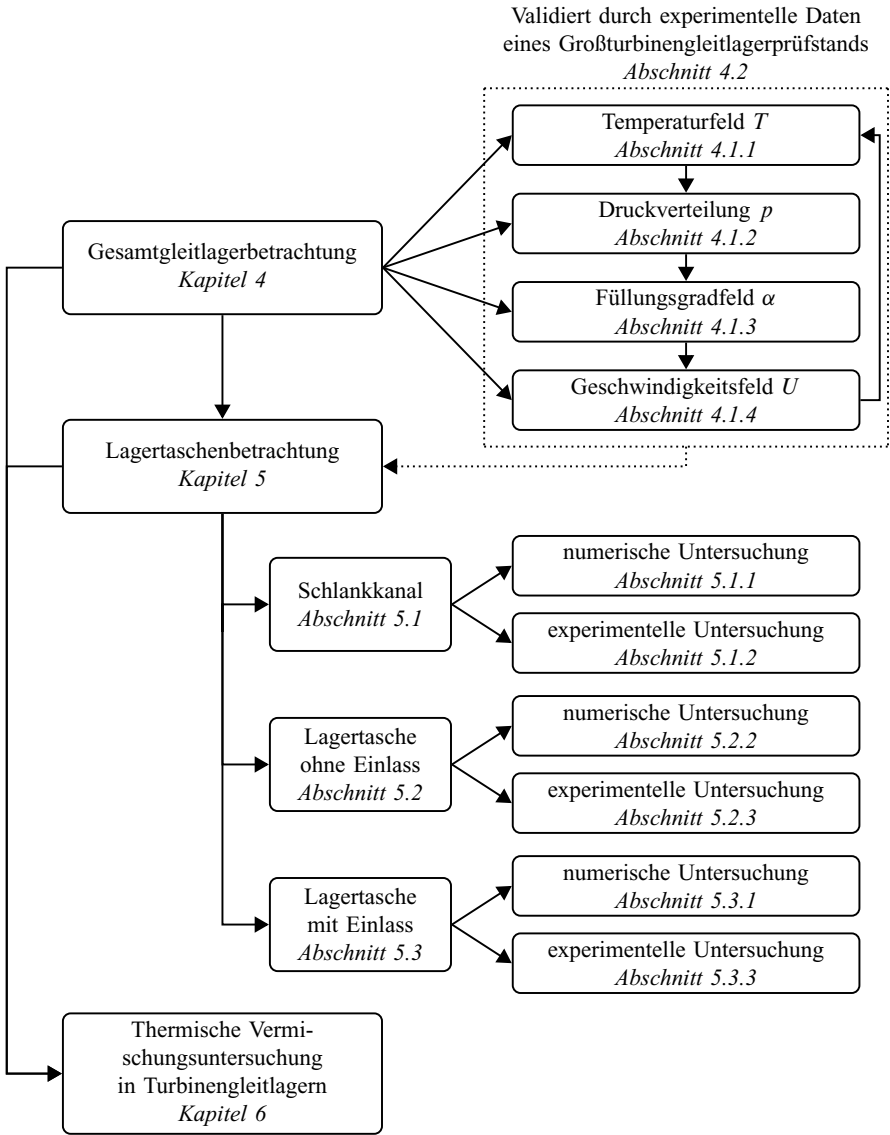 Validiert durch experimentelle Daten
eines Großturbinengleitlagerprüfstands
Abschnitt 4.2
Temperaturfeld T
Abschnitt 4.1.1
Druckverteilung p
Abschnitt 4.1.2
Gesamtgleitlagerbetrachtung
Kapitel 4
Füllungsgradfeld α
Abschnitt 4.1.3
Geschwindigkeitsfeld U
Abschnitt 4.1.4
Lagertaschenbetrachtung
Kapitel 5
Schlankkanal
Abschnitt 5.1
numerische Untersuchung
Abschnitt 5.1.1
experimentelle Untersuchung
Abschnitt 5.1.2
Lagertasche
ohne Einlass
Abschnitt 5.2
numerische Untersuchung
Abschnitt 5.2.2
experimentelle Untersuchung
Abschnitt 5.2.3
Lagertasche
mit Einlass
Abschnitt 5.3
numerische Untersuchung
Abschnitt 5.3.1
experimentelle Untersuchung
Abschnitt 5.3.3
Thermische Vermi-
schungsuntersuchung
in Turbinengleitlagern
Kapitel 6